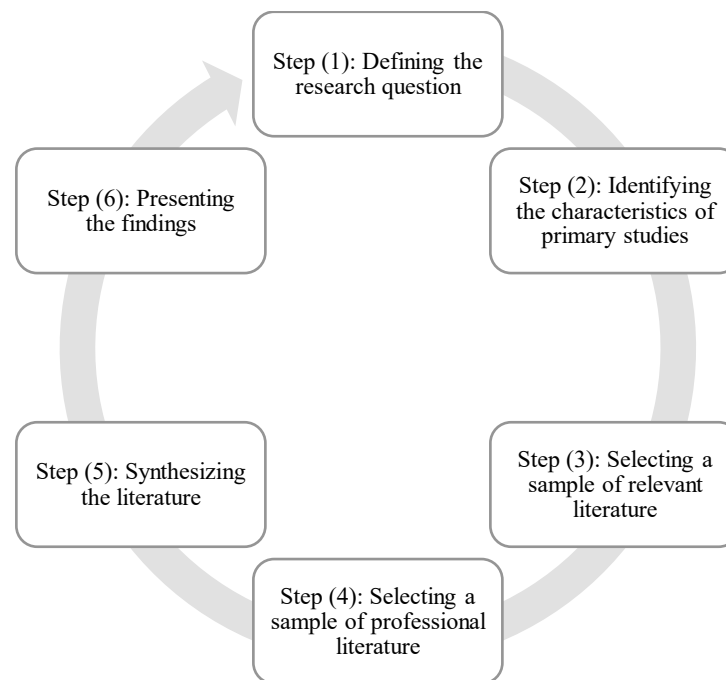 Step (1): Defining the
research question
Step (2): Identifying
the characteristics of
primary studies
Step (3): Selecting a
sample of relevant
literature
Step (4): Selecting a
sample of professional
literature
Step (5): Synthesizing
the literature
Step (6): Presenting
the findings